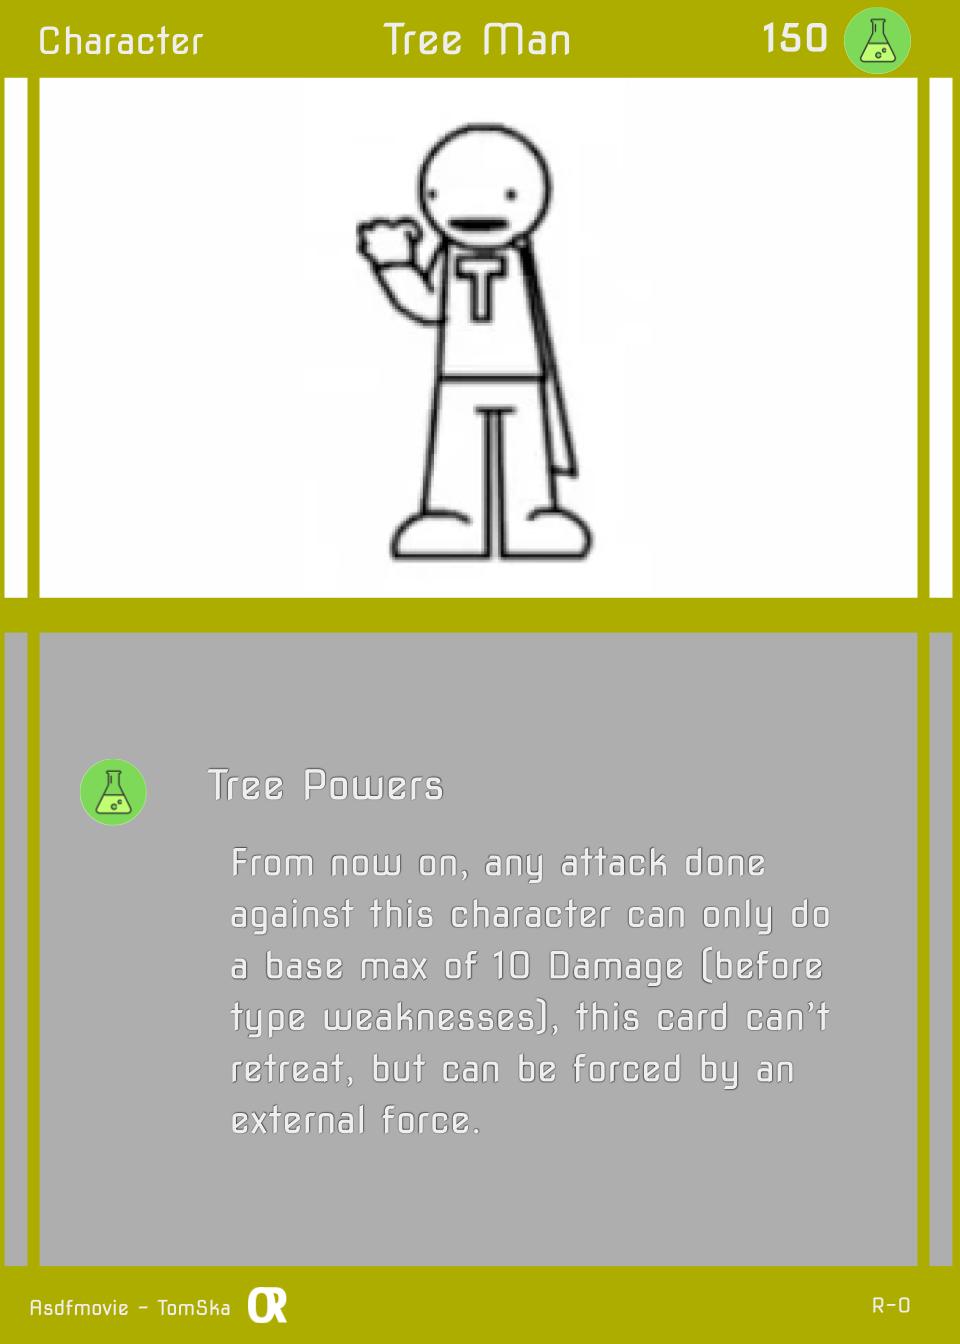 Character Tree Man 150
T
Tree Powers
From now on, any attack done
against this character can only do
a base max of 10 Damage (before
type weaknesses), this card can't
retreat, but can be forced by an
external force.
Asdfmovie - TomSka OR R-0